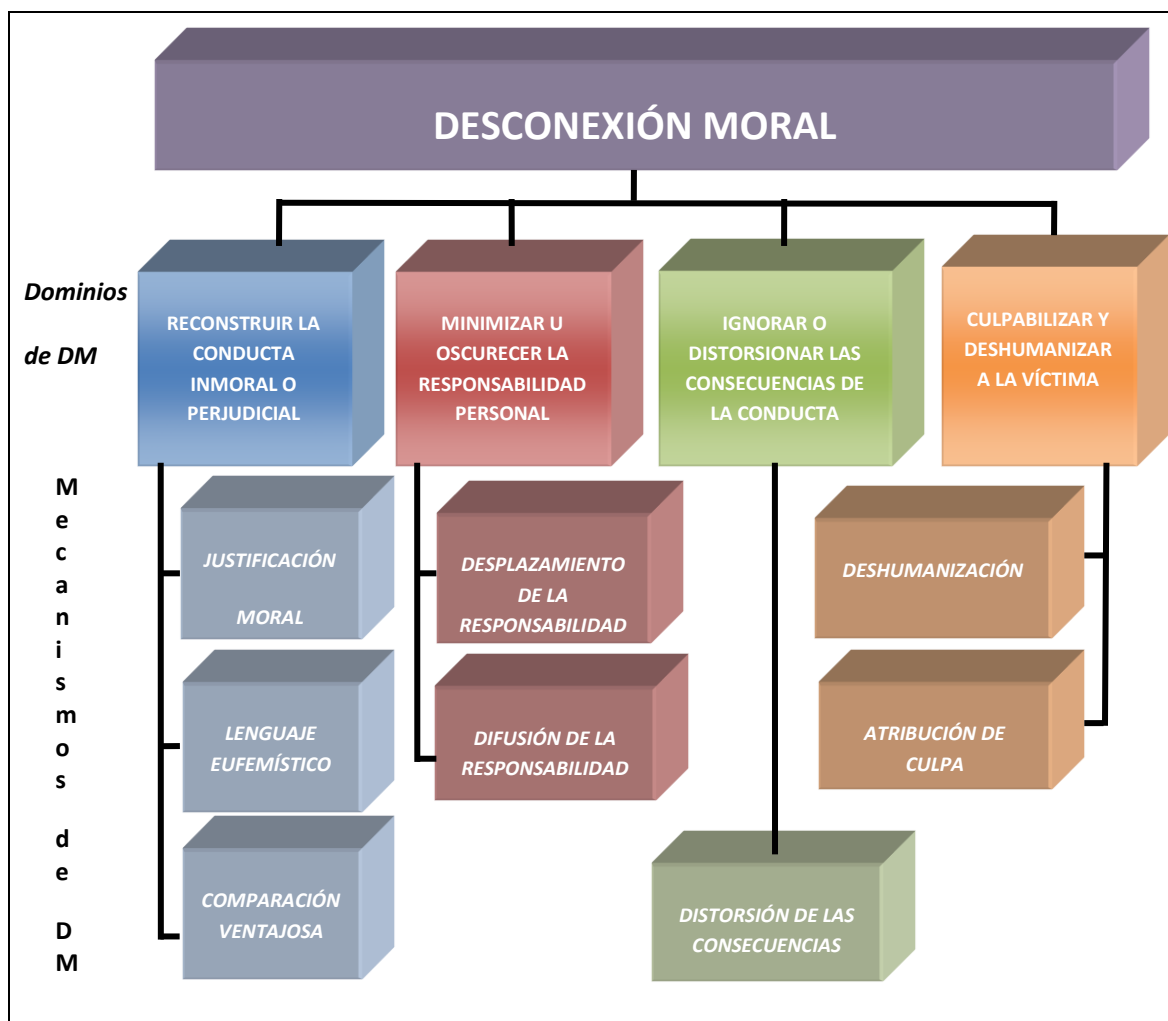 DESCONEXIÓN MORAL
Dominios
de DM
RECONSTRUIR LA
CONDUCTA
INMORAL O
PERJUDICIAL
MINIMIZAR U
OSCURECER LA
RESPONSABILIDAD
PERSONAL
IGNORAR O
DISTORSIONAR LAS
CONSECUENCIAS DE
LA CONDUCTA
CULPABILIZAR Y
DESHUMANIZAR
A LA VÍCTIMA
M
e
c
a
n
i
s
m
o
s
d
e
D
M
JUSTIFICACIÓN
MORAL
LENGUAJE
EUFEMÍSTICO
COMPARACIÓN
VENTAJOSA
DESPLAZAMIENTO
DE LA
RESPONSABILIDAD
DIFUSIÓN DE LA
RESPONSABILIDAD
DISTORSIÓN DE LAS
CONSECUENCIAS
DESHUMANIZACIÓN
ATRIBUCIÓN DE
CULPA